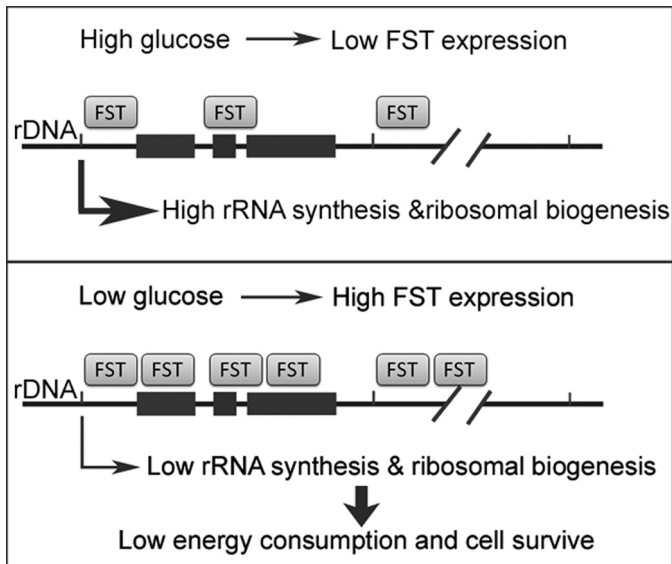 High glucose Low FST expression
FST FST FST
rDNA
High rRNA synthesis &ribosomal biogenesis
Low glucose High FST expression
FST FST FST FST FST FST
rDNA
Low rRNA synthesis & ribosomal biogenesis
Low energy consumption and cell survive